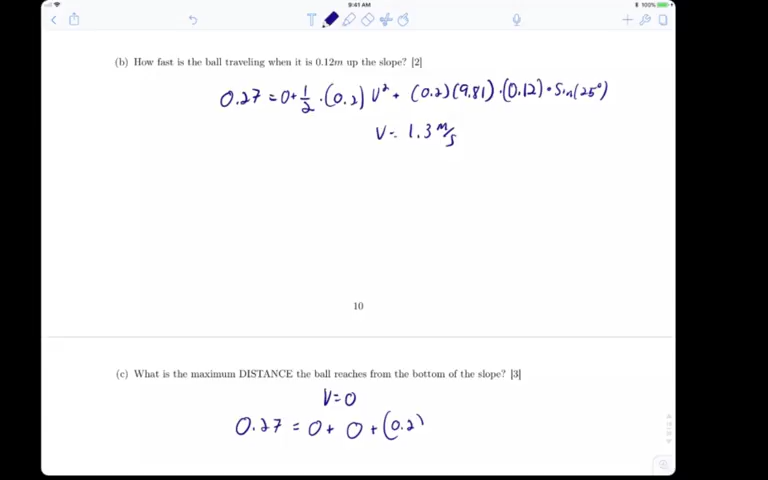 9:41 AM
100%
T
(b) How fast is the ball traveling when it is 0.12m up the slope? [2]
0.27 = 0 + 1/2 · (0.2) V² + (0.2)(9.81) · (0.12) · Sin(25°)
V = 1.3 m/s
10
(c) What is the maximum DISTANCE the ball reaches from the bottom of the slope? [3]
V=0
0.27 = 0 + 0 + (0.2)